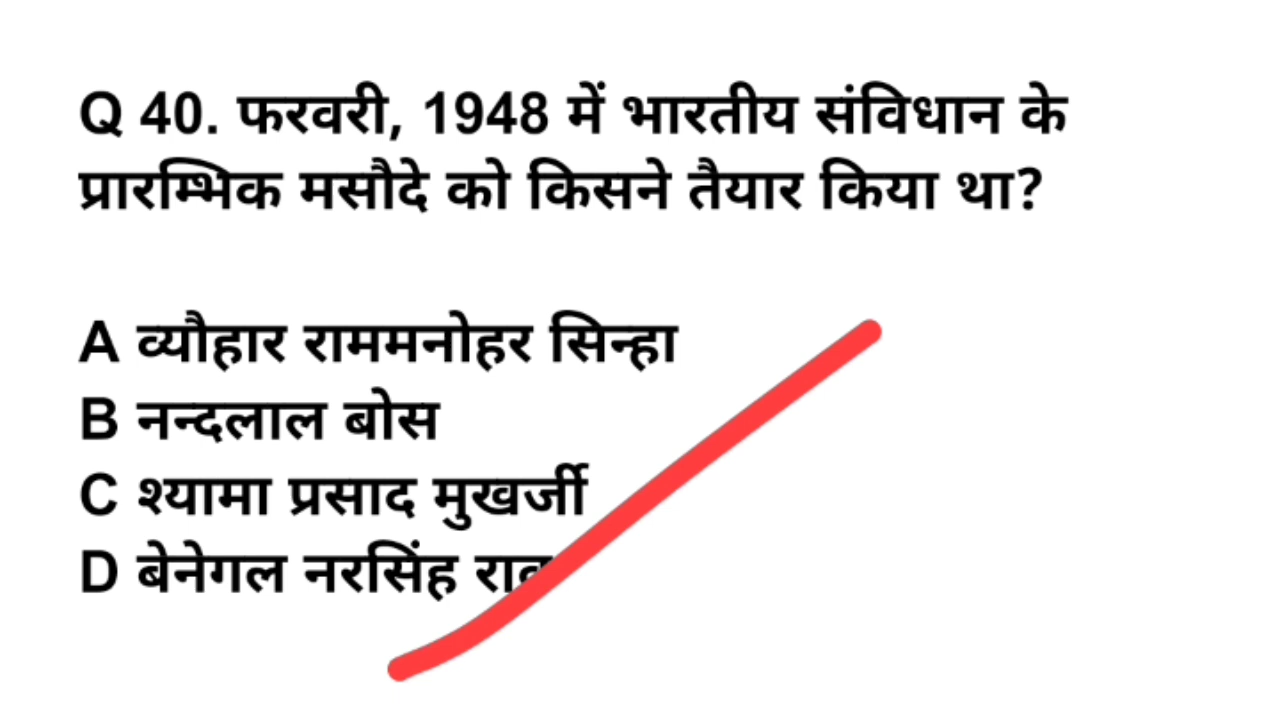 Q 40. फरवरी, 1948 में भारतीय संविधान के
प्रारम्भिक मसौदे को किसने तैयार किया था?
A व्यौहार राममनोहर सिन्हा
B नन्दलाल बोस
C श्यामा प्रसाद मुखर्जी
D बेनेगल नरसिंह राव